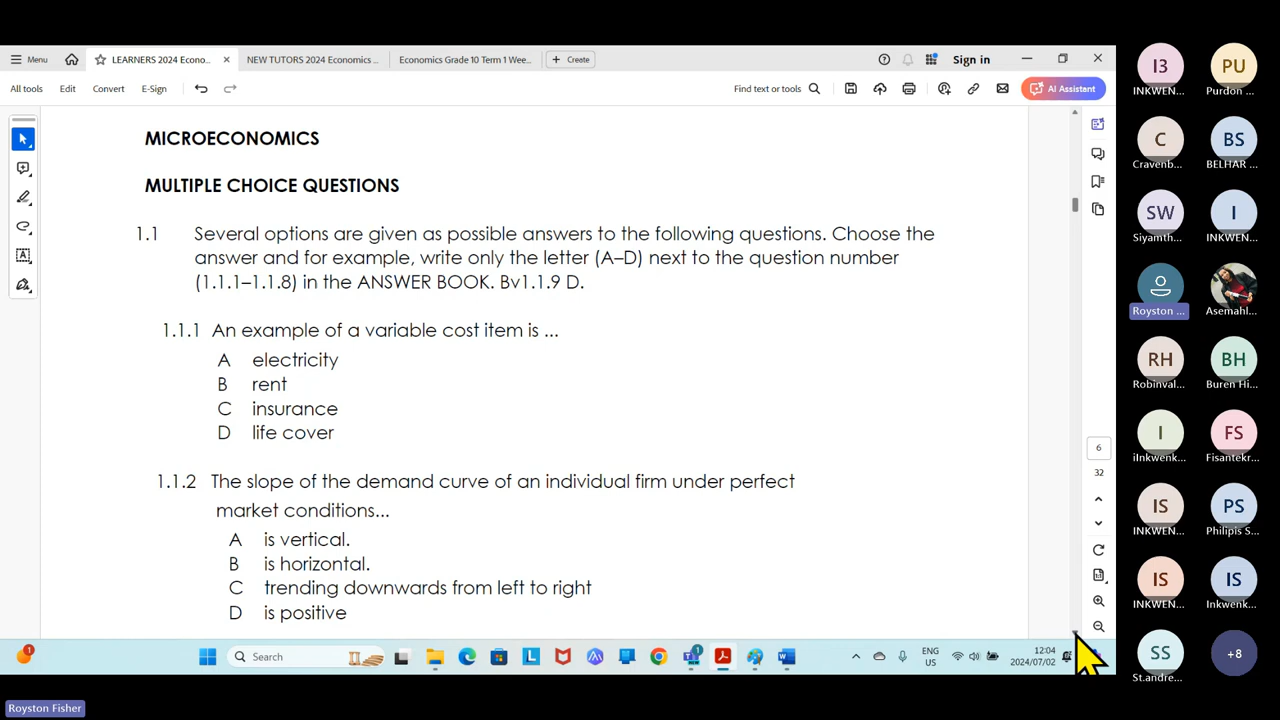 Menu
LEARNERS 2024 Econo...
NEW TUTORS 2024 Economics ...
Economics Grade 10 Term 1 Wee...
+ Create
Sign in
All tools
Edit
Convert
E-Sign
Find text or tools
AI Assistant
MICROECONOMICS
MULTIPLE CHOICE QUESTIONS
1.1 Several options are given as possible answers to the following questions. Choose the
answer and for example, write only the letter (A–D) next to the question number
(1.1.1–1.1.8) in the ANSWER BOOK. Bv1.1.9 D.
1.1.1 An example of a variable cost item is ...
A electricity
B rent
C insurance
D life cover
1.1.2 The slope of the demand curve of an individual firm under perfect
market conditions...
A is vertical.
B is horizontal.
C trending downwards from left to right
D is positive
6
32
1
Search
1
ENG
US
12:04
2024/07/02
I3
INKWEN...
PU
Purdon ...
C
Cravenb...
BS
BELHAR ...
SW
Siyamth...
I
INKWEN...
Royston ...
Asemahl...
RH
Robinval...
BH
Buren Hi...
I
iInkwenk...
FS
Fisantekr...
IS
INKWEN...
PS
Philipis S...
IS
INKWEN...
IS
Inkwenk...
SS
St.andre...
+8
Royston Fisher